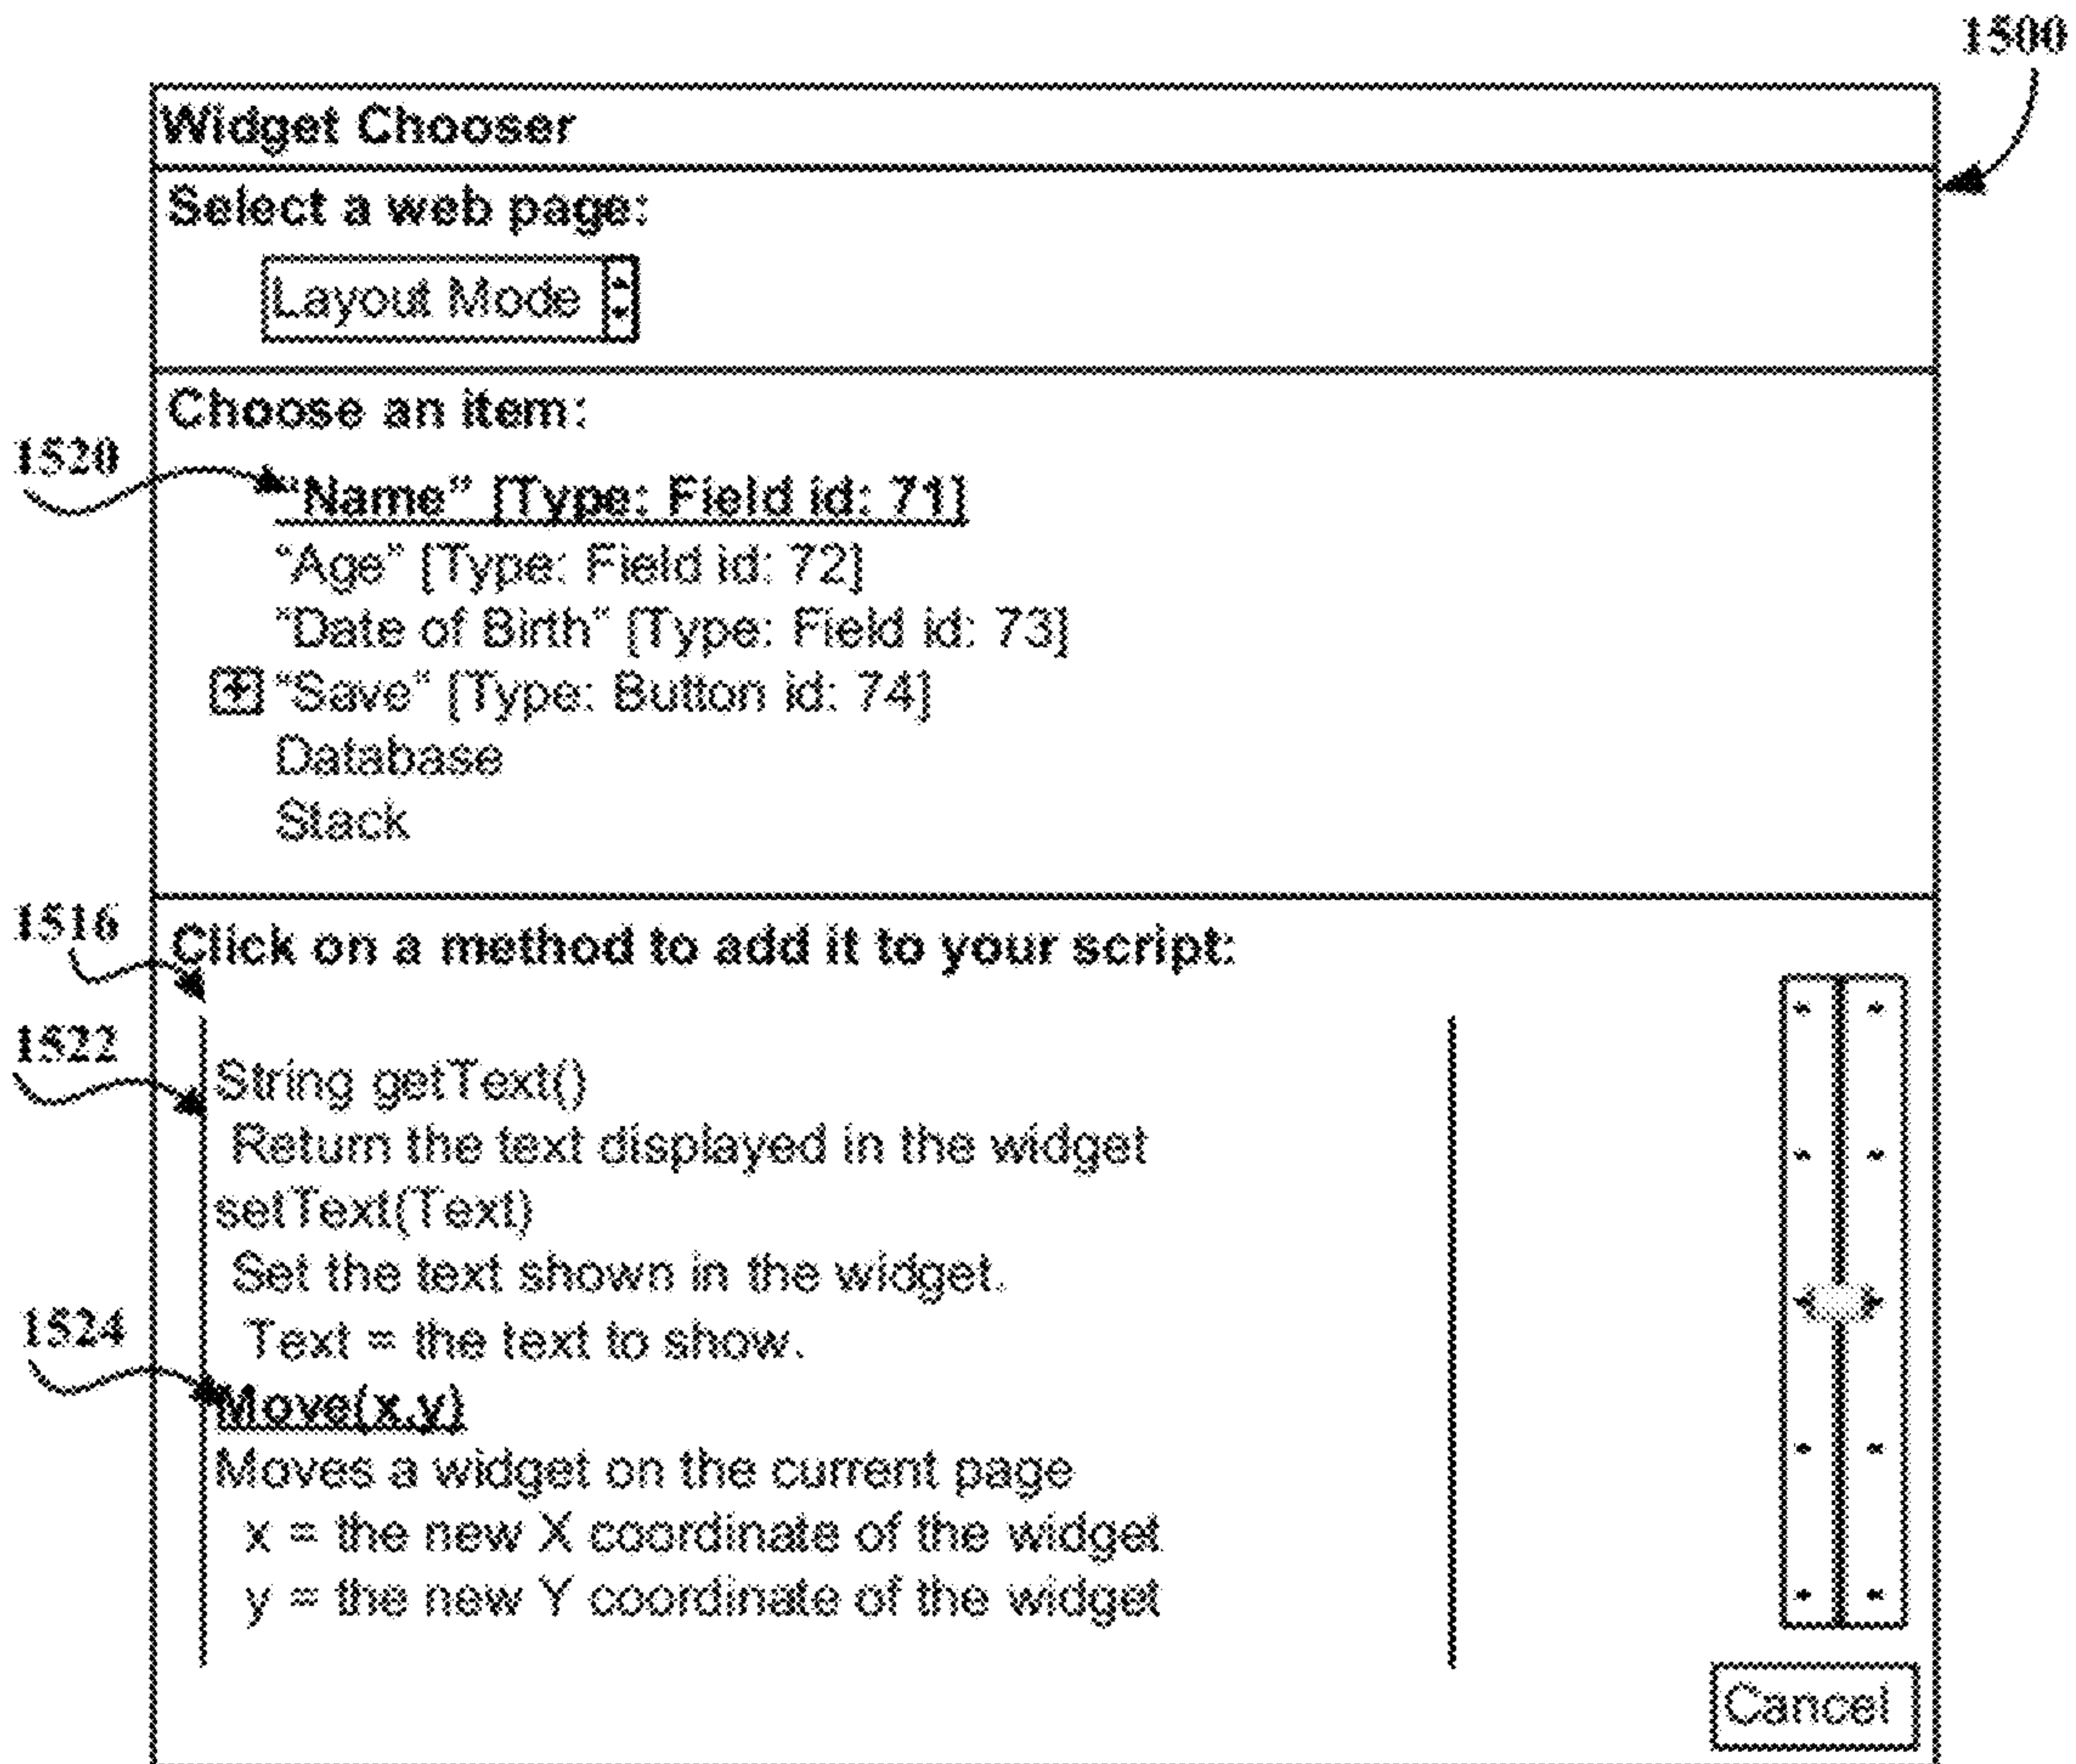 1500
Widget Chooser
Select a web page:
Layout Mode
Choose an item:
1520
"Name" [Type: Field id: 71]
"Age" [Type: Field id: 72]
"Date of Birth" [Type: Field id: 73]
+ "Save" [Type: Button id: 74]
Database
Stack
1516
Click on a method to add it to your script:
1522
String getText()
Return the text displayed in the widget
setText(Text)
Set the text shown in the widget.
1524
Text = the text to show.
Move(x,y)
Moves a widget on the current page
x = the new X coordinate of the widget
y = the new Y coordinate of the widget
Cancel